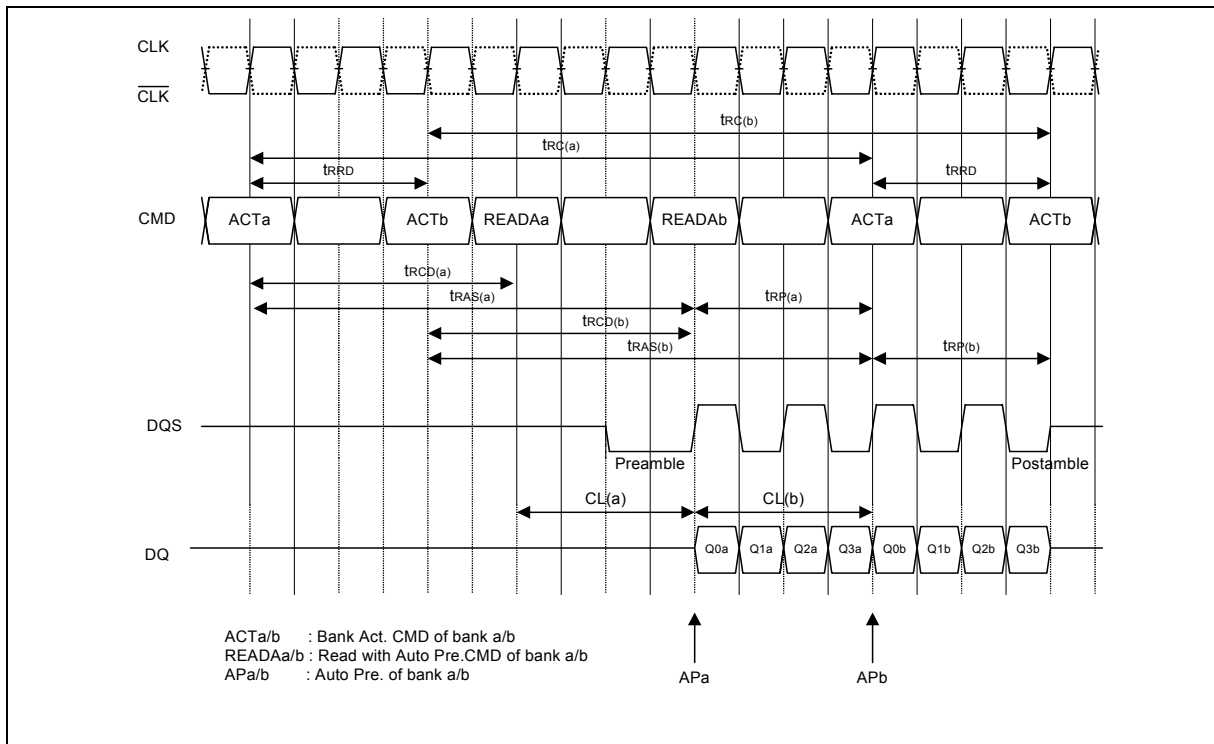 CLK
CLK
tRC(b)
tRC(a)
tRRD tRRD
CMD ACTa ACTb READAa READAb ACTa ACTb
tRCD(a)
tRAS(a) tRP(a)
tRCD(b)
tRAS(b) tRP(b)
DQS
Preamble Postamble
CL(a) CL(b)
DQ Q0a Q1a Q2a Q3a Q0b Q1b Q2b Q3b
ACTa/b : Bank Act. CMD of bank a/b
READAa/b : Read with Auto Pre.CMD of bank a/b
APa/b : Auto Pre. of bank a/b
APa APb